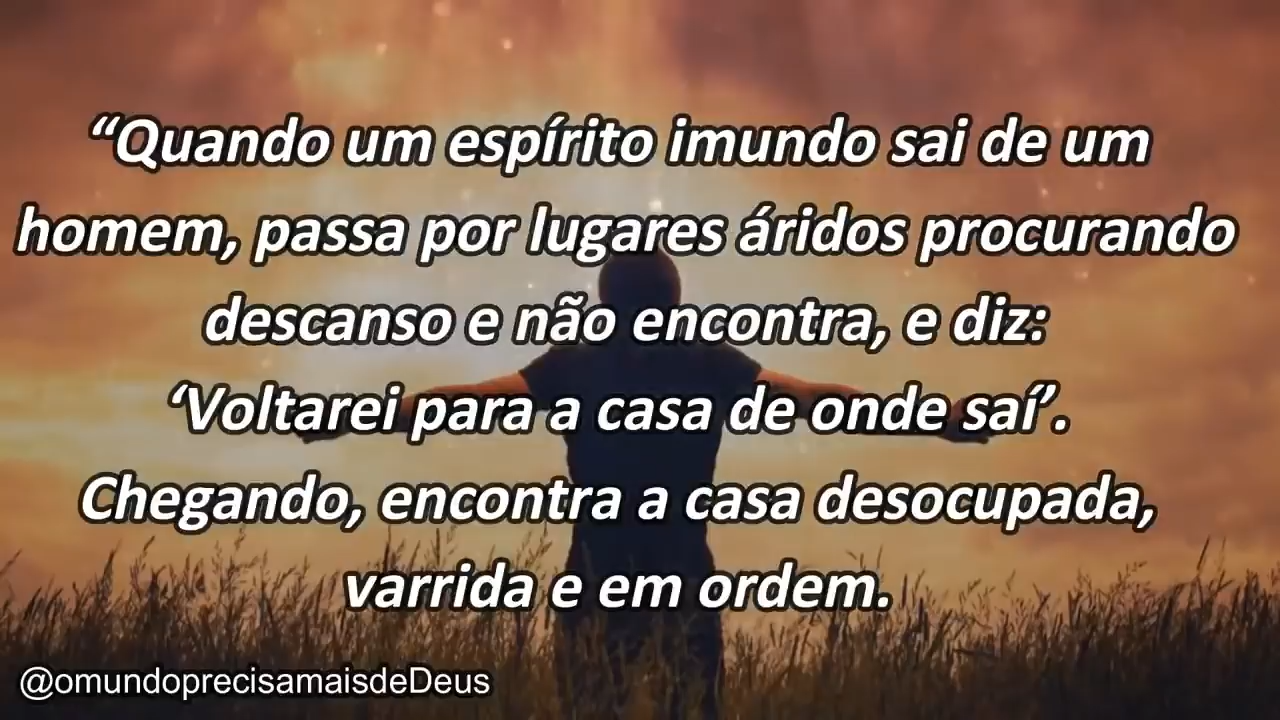 “Quando um espírito imundo sai de um
homem, passa por lugares áridos procurando
descanso e não encontra, e diz:
‘Voltarei para a casa de onde saí’.
Chegando, encontra a casa desocupada,
varrida e em ordem.
@omundoprecisamaisdeDeus